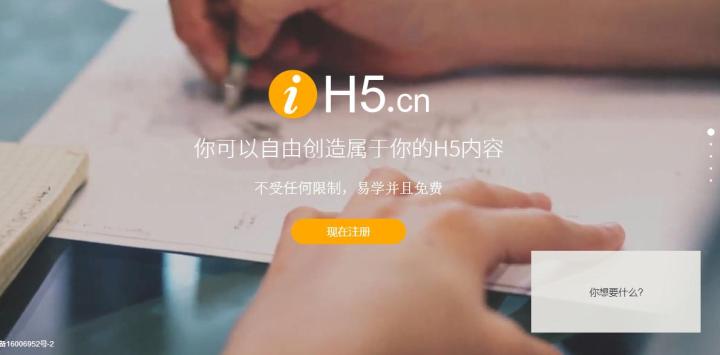 i H5.cn
你可以自由创造属于你的H5内容
不受任何限制，易学并且免费
现在注册
你想要什么?
备16006952号-2